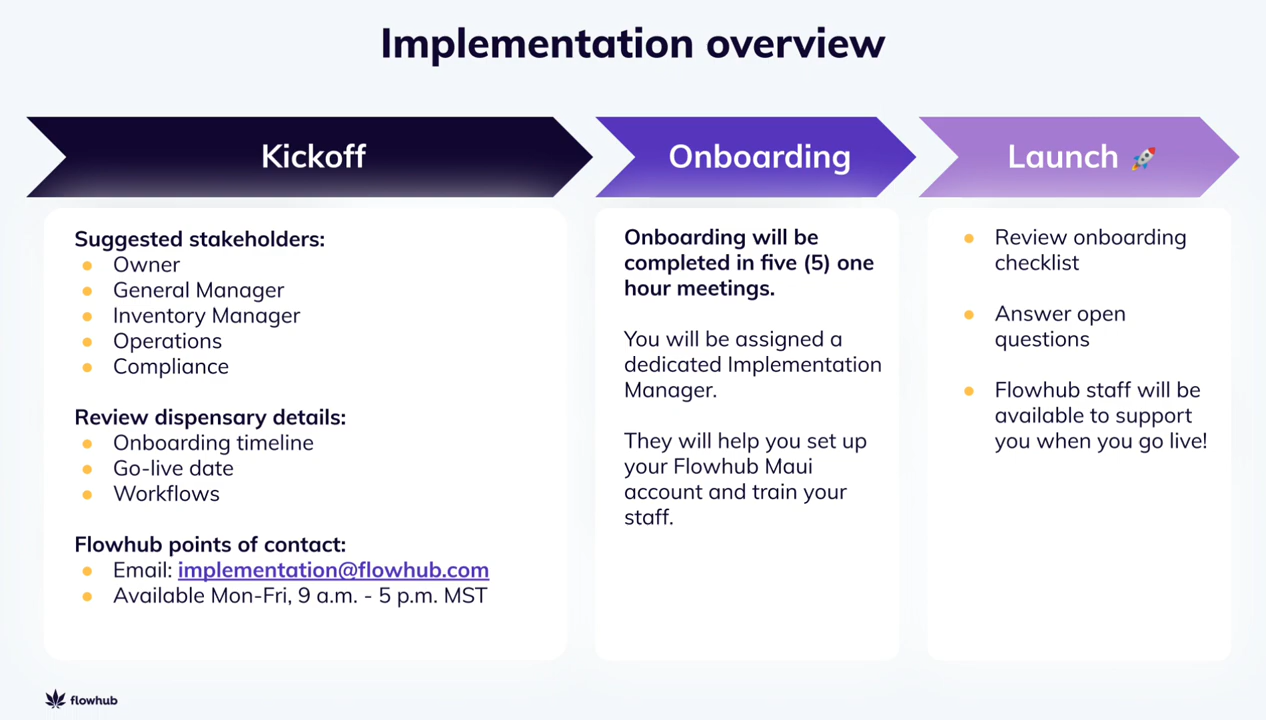 Implementation overview
Kickoff
Suggested stakeholders:
Owner
General Manager
Inventory Manager
Operations
Compliance
Review dispensary details:
Onboarding timeline
Go-live date
Workflows
Flowhub points of contact:
Email: implementation@flowhub.com
Available Mon-Fri, 9 a.m. - 5 p.m. MST
Onboarding
Onboarding will be
completed in five (5) one
hour meetings.
You will be assigned a
dedicated Implementation
Manager.
They will help you set up
your Flowhub Maui
account and train your
staff.
Launch 🚀
Review onboarding
checklist
Answer open
questions
Flowhub staff will be
available to support
you when you go live!
flowhub